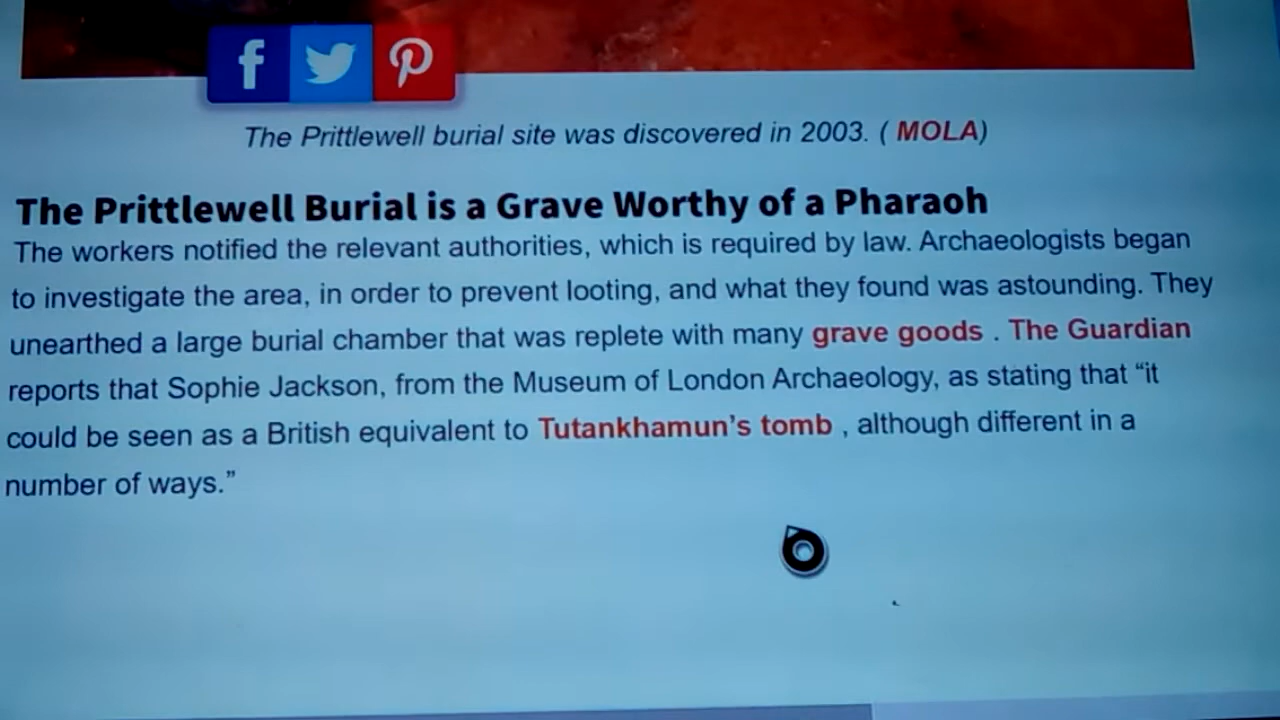 The Prittlewell burial site was discovered in 2003. ( MOLA)
The Prittlewell Burial is a Grave Worthy of a Pharaoh
The workers notified the relevant authorities, which is required by law. Archaeologists began
to investigate the area, in order to prevent looting, and what they found was astounding. They
unearthed a large burial chamber that was replete with many grave goods . The Guardian
reports that Sophie Jackson, from the Museum of London Archaeology, as stating that “it
could be seen as a British equivalent to Tutankhamun’s tomb , although different in a
number of ways.”